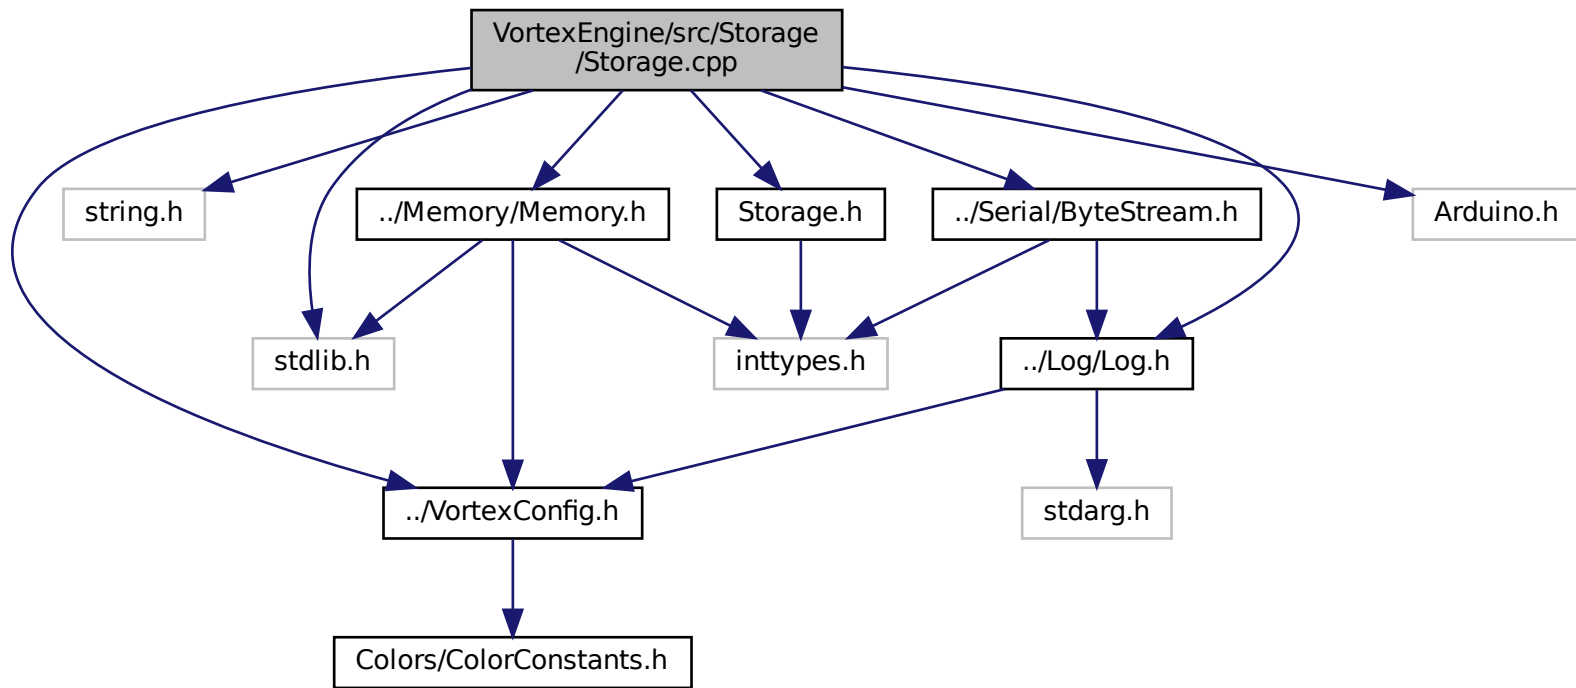 VortexEngine/src/Storage
/Storage.cpp
string.h
../Memory/Memory.h
Storage.h
../Serial/ByteStream.h
Arduino.h
stdlib.h
inttypes.h
../Log/Log.h
../VortexConfig.h
stdarg.h
Colors/ColorConstants.h